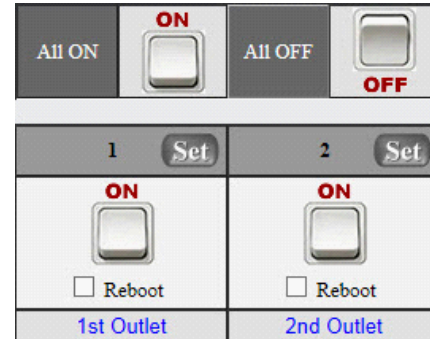 ON
All ON
All OFF
OFF
1 Set 2 Set
ON ON
Reboot Reboot
1st Outlet 2nd Outlet